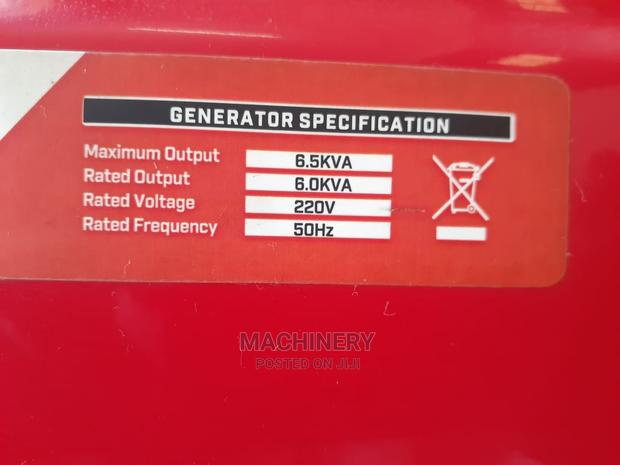 GENERATOR SPECIFICATION
Maximum Output 6.5KVA
Rated Output 6.0KVA
Rated Voltage 220V
Rated Frequency 50Hz
MACHINERY
POSTED ON JIJI